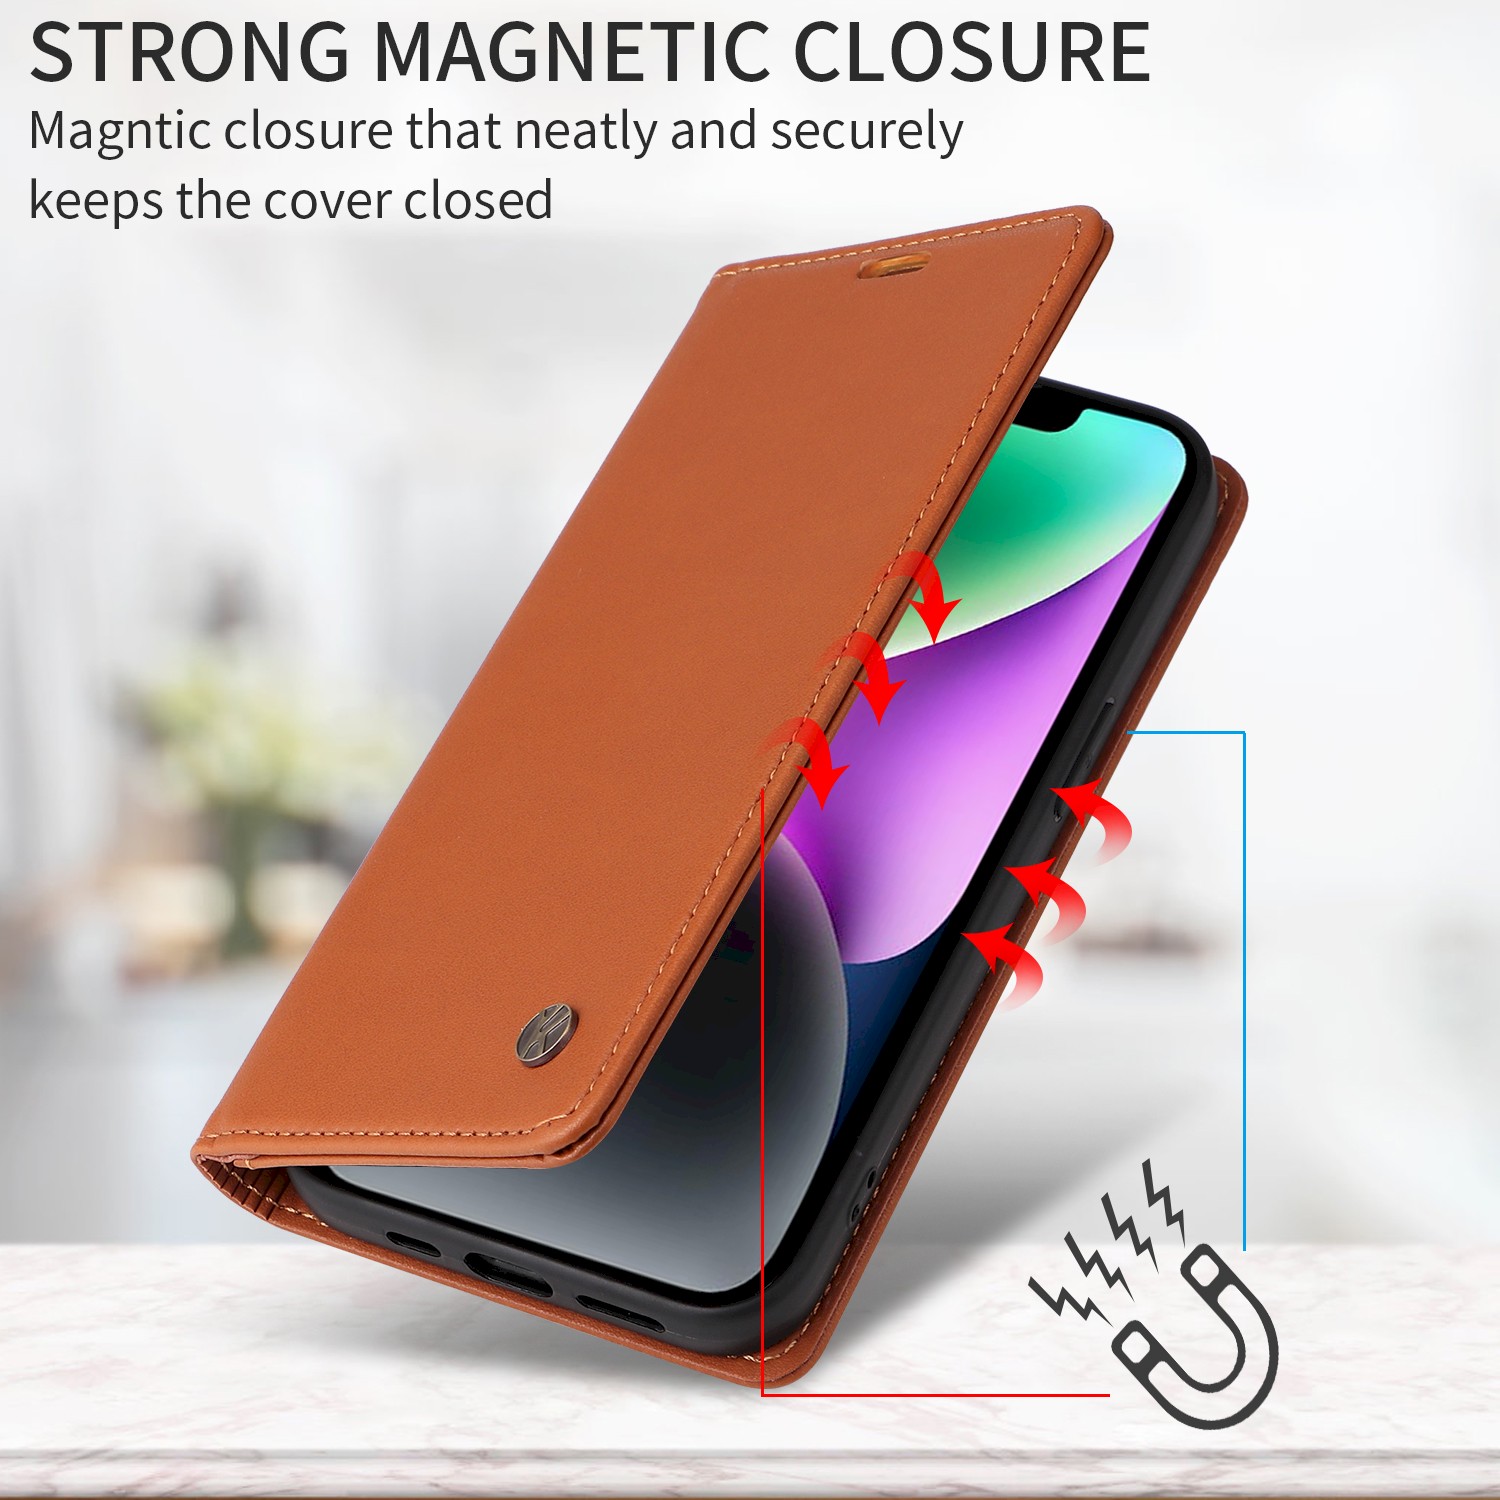 STRONG MAGNETIC CLOSURE
Magntic closure that neatly and securely
keeps the cover closed